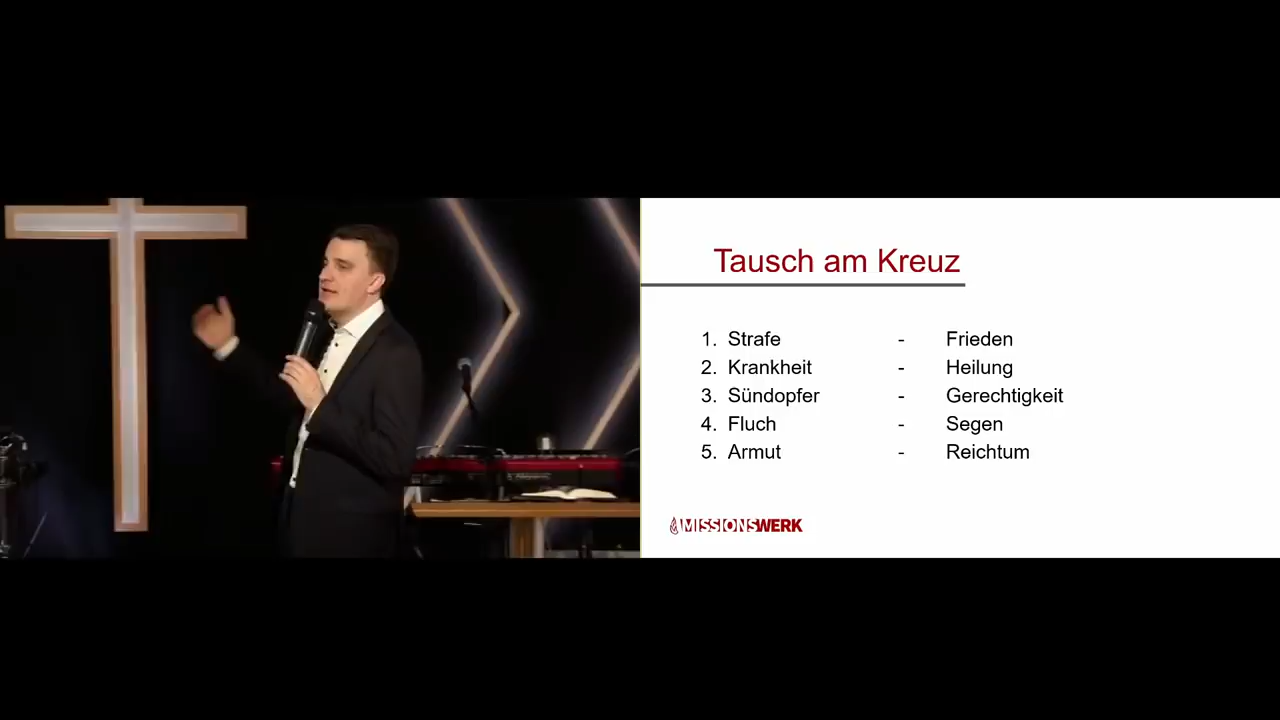 Tausch am Kreuz
1. Strafe - Frieden
2. Krankheit - Heilung
3. Sündopfer - Gerechtigkeit
4. Fluch - Segen
5. Armut - Reichtum
MISSIONSWERK